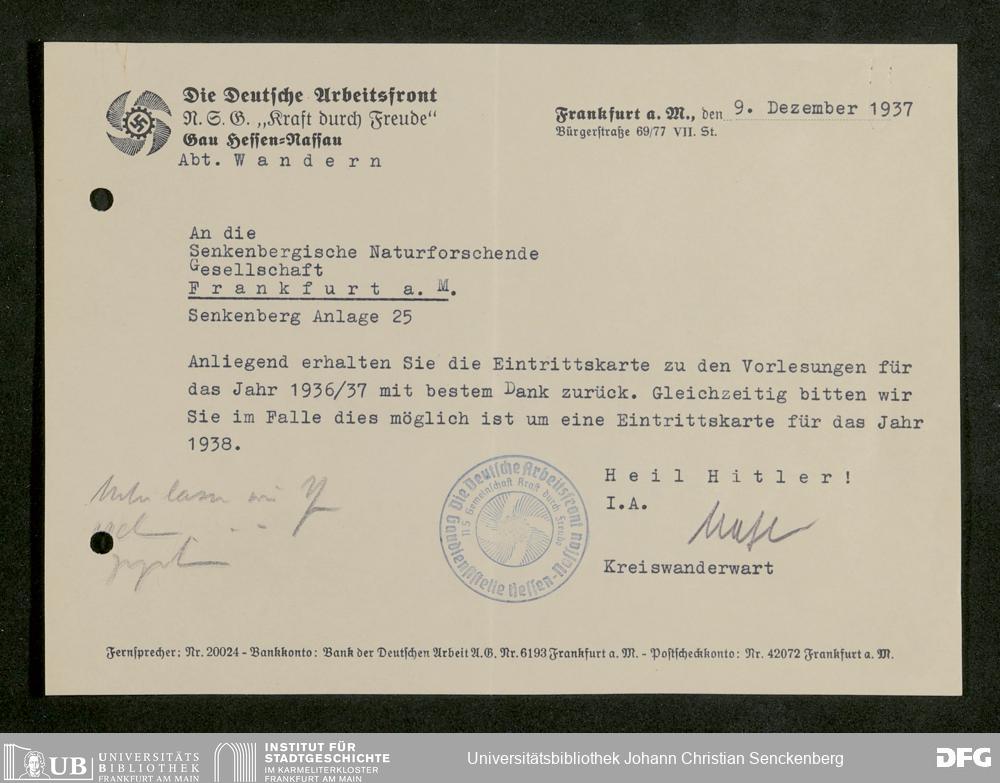 Die Deutsche Arbeitsfront
N. S. G. „Kraft durch Freude“
Gau Hessen-Nassau
Abt. W a n d e r n
Frankfurt a. M., den 9. Dezember 1937
Bürgerstraße 69/77 VII. St.
An die
Senkenbergische Naturforschende
Gesellschaft
F r a n k f u r t a. M.
Senkenberg Anlage 25
Anliegend erhalten Sie die Eintrittskarte zu den Vorlesungen für
das Jahr 1936/37 mit bestem Dank zurück. Gleichzeitig bitten wir
Sie im Falle dies möglich ist um eine Eintrittskarte für das Jahr
1938.
H e i l H i t l e r !
I.A.
Kreiswanderwart
Die Deutsche Arbeitsfront
Gaudienststelle Hessen-Nassau
NS Gemeinschaft Kraft durch Freude
Fernsprecher: Nr. 20024 - Bankkonto: Bank der Deutschen Arbeit A.G. Nr. 6193 Frankfurt a. M. - Postscheckkonto: Nr. 42072 Frankfurt a. M.
UB UNIVERSITÄTS
BIBLIOTHEK
FRANKFURT AM MAIN
INSTITUT FÜR
STADTGESCHICHTE
IM KARMELITERKLOSTER
FRANKFURT AM MAIN
Universitätsbibliothek Johann Christian Senckenberg
DFG